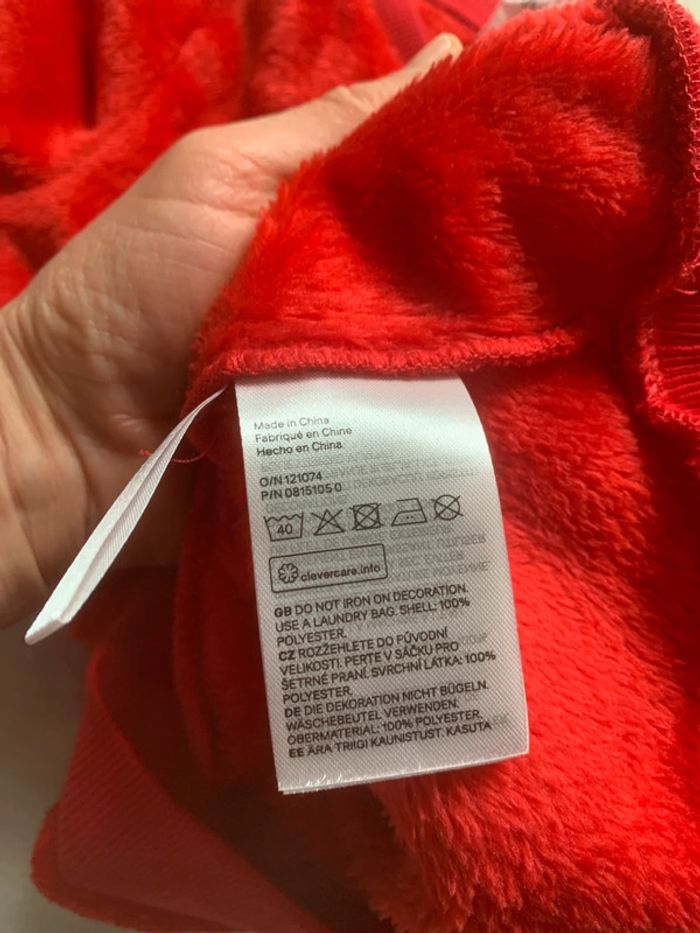 Made in China
Fabriqué en Chine
Hecho en China
O/N 121074
P/N 0815105 0
40
clevercare.info
GB DO NOT IRON ON DECORATION.
USE A LAUNDRY BAG. SHELL: 100%
POLYESTER.
CZ ROZŽEHLETE DO PŮVODNÍ
VELIKOSTI. PERTE V SÁČKU PRO
ŠETRNÉ PRANÍ. SVRCHNÍ LÁTKA: 100%
POLYESTER.
DE DIE DEKORATION NICHT BÜGELN.
WÄSCHEBEUTEL VERWENDEN.
OBERMATERIAL: 100% POLYESTER.
EE ÄRA TRIIGI KAUNISTUST. KASUTA